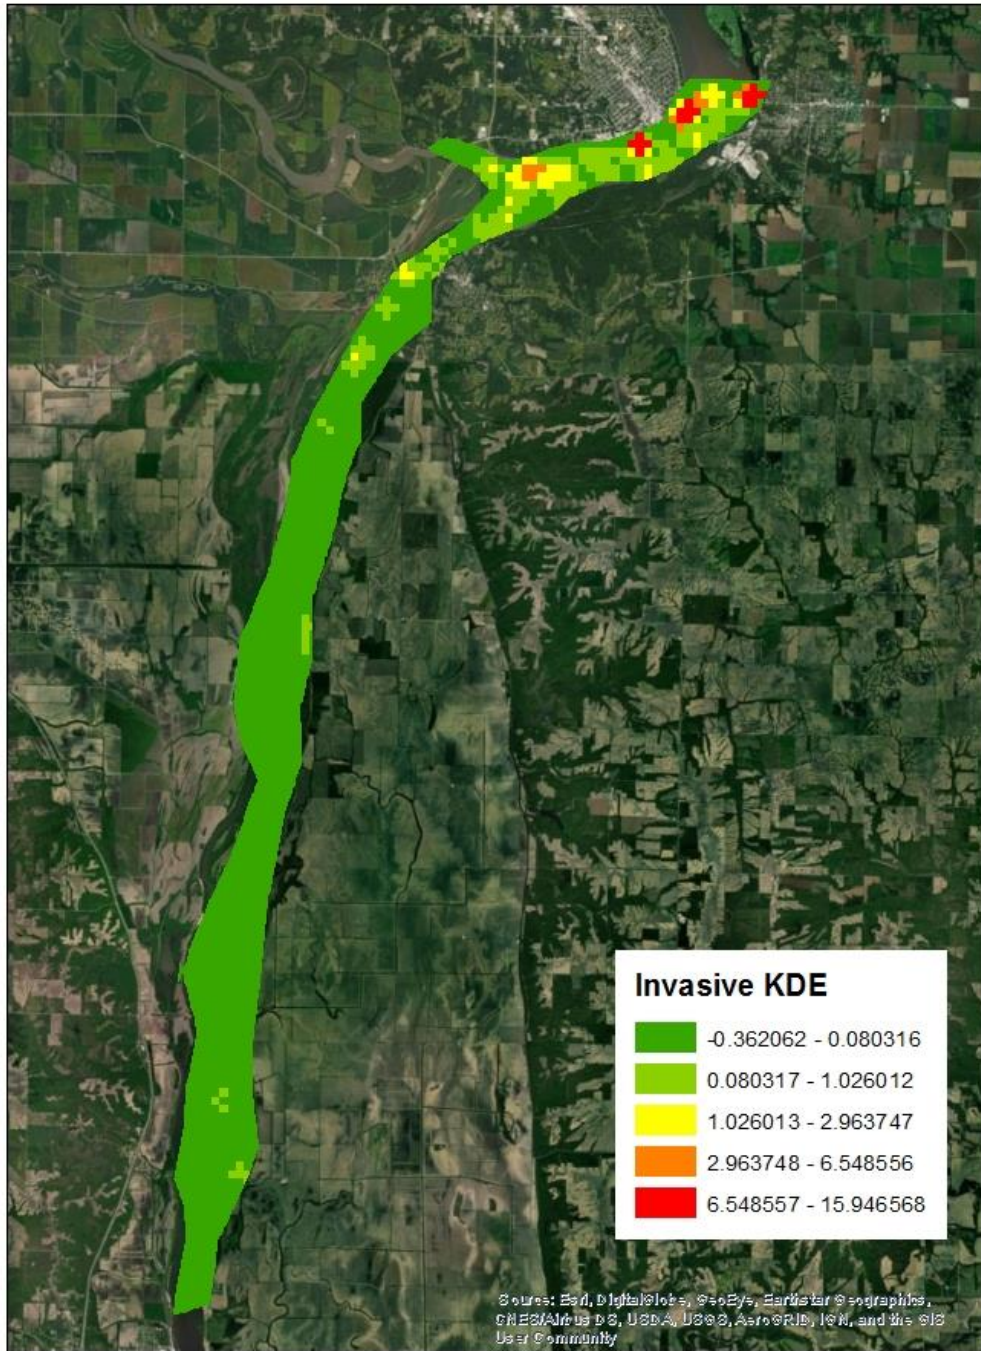 Invasive KDE
-0.362062 - 0.080316
0.080317 - 1.026012
1.026013 - 2.963747
2.963748 - 6.548556
6.548557 - 15.946568
Source: Esri, DigitalGlobe, GeoEye, Earthstar Geographics,
CNES/Airbus DS, USDA, USGS, AeroGRID, IGN, and the GIS
User Community